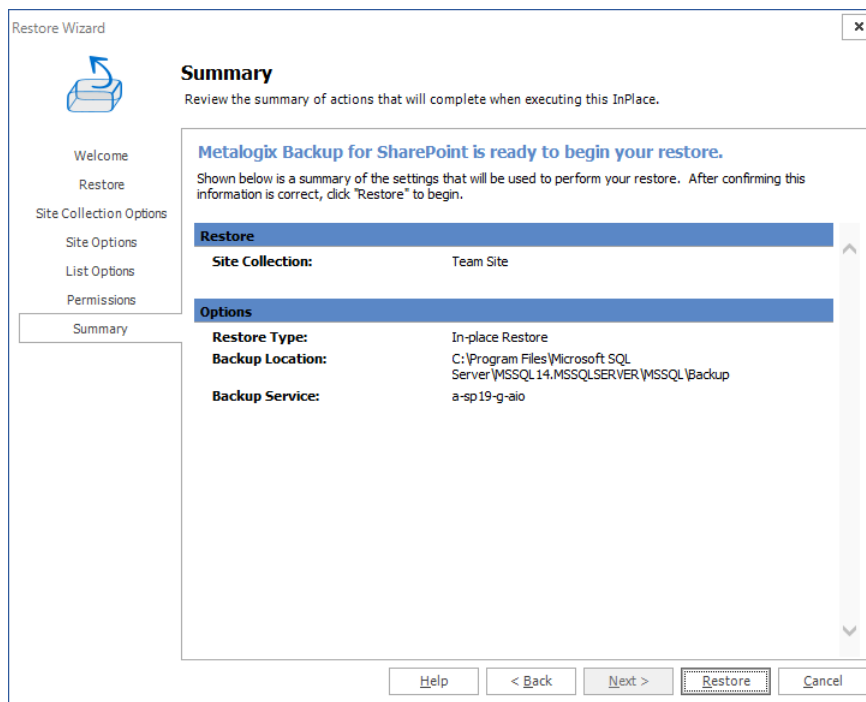 Restore Wizard
Summary
Review the summary of actions that will complete when executing this InPlace.
Welcome
Restore
Site Collection Options
Site Options
List Options
Permissions
Summary
Metalogix Backup for SharePoint is ready to begin your restore.
Shown below is a summary of the settings that will be used to perform your restore. After confirming this
information is correct, click "Restore" to begin.
Restore
Site Collection: Team Site
Options
Restore Type: In-place Restore
Backup Location: C:\Program Files\Microsoft SQL
Server\MSSQL14.MSSQLSERVER\MSSQL\Backup
Backup Service: a-sp19-g-aio
Help < Back Next > Restore Cancel